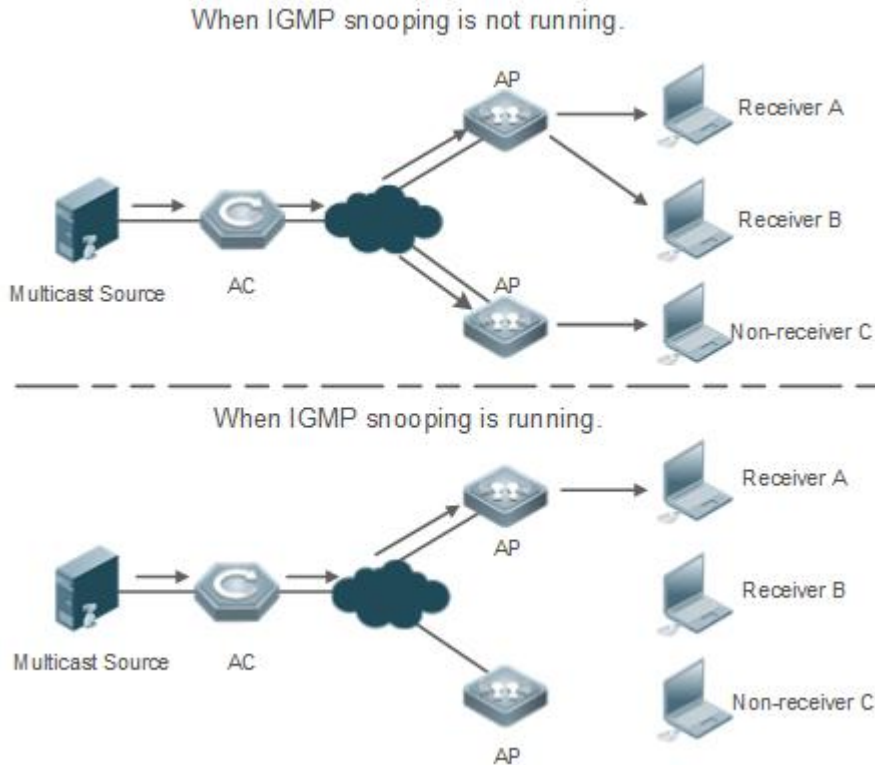 When IGMP snooping is not running.
AP
Receiver A
Receiver B
Multicast Source
AC
AP
Non-receiver C
When IGMP snooping is running.
Receiver A
AP
Receiver B
Multicast Source
AC
Non-receiver C
AP